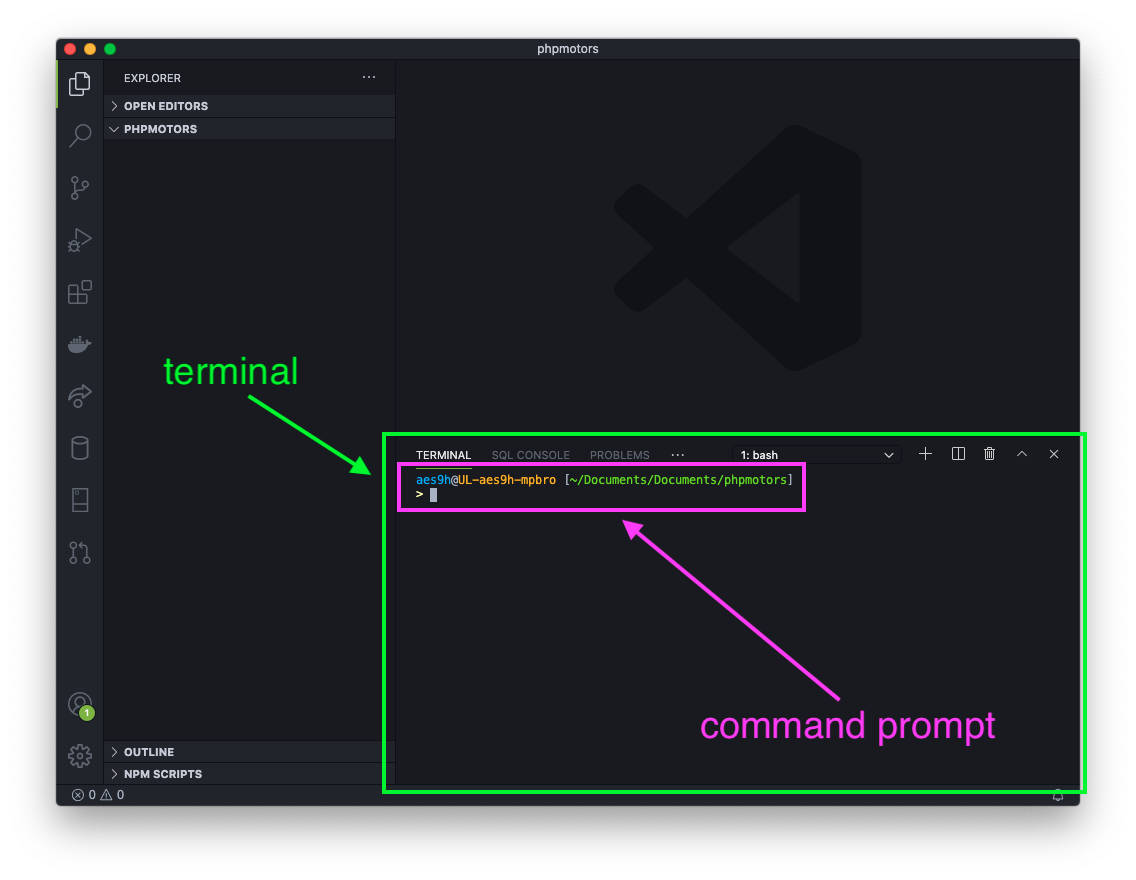 phpmotors
EXPLORER ···
OPEN EDITORS
PHPMOTORS
terminal
TERMINAL SQL CONSOLE PROBLEMS ··· 1: bash
aes9h@UL-aes9h-mpbro [~/Documents/Documents/phpmotors]
>
command prompt
1
OUTLINE
NPM SCRIPTS
0 0